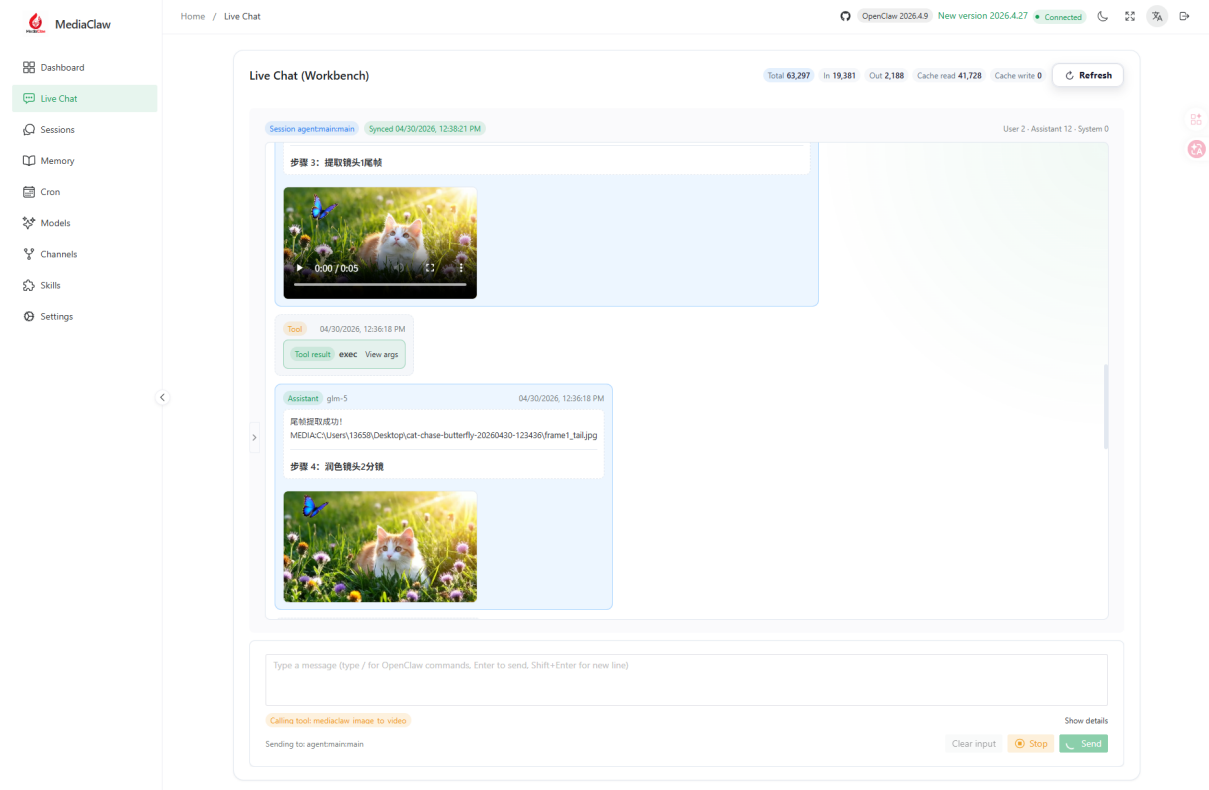 MediaClaw
MediaClaw
Home / Live Chat
OpenClaw 2026.4.9
New version 2026.4.27
Connected
Dashboard
Live Chat
Sessions
Memory
Cron
Models
Channels
Skills
Settings
Live Chat (Workbench)
Total 63,297
In 19,381
Out 2,188
Cache read 41,728
Cache write 0
Refresh
Session agent:main:main
Synced 04/30/2026, 12:38:21 PM
User 2 · Assistant 12 · System 0
步骤 3：提取镜头1尾帧
0:00 / 0:05
Tool
04/30/2026, 12:36:18 PM
Tool result exec View args
Assistant glm-5
04/30/2026, 12:36:18 PM
尾帧提取成功！
MEDIA:C:\Users\13658\Desktop\cat-chase-butterfly-20260430-123436\frame1_tail.jpg
步骤 4：润色镜头2分镜
Type a message (type / for OpenClaw commands, Enter to send, Shift+Enter for new line)
Calling tool: mediaclaw_image_to_video
Show details
Sending to: agent:main:main
Clear input
Stop
Send